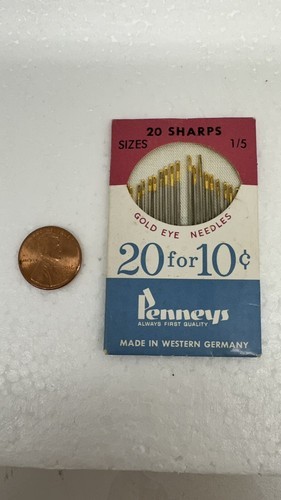 20 SHARPS
SIZES 1/5
GOLD EYE NEEDLES
20 for 10¢
Penneys
ALWAYS FIRST QUALITY
MADE IN WESTERN GERMANY